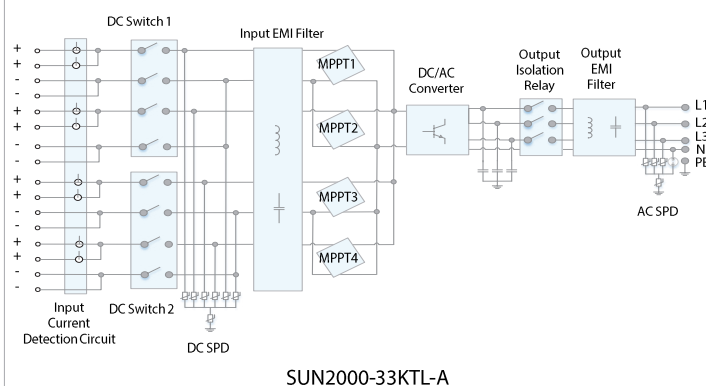 DC Switch 1
Input EMI Filter
MPPT1
MPPT2
MPPT3
MPPT4
DC/AC
Converter
Output
Isolation
Relay
Output
EMI
Filter
L1
L2
L3
N
PE
AC SPD
+
+
-
-
+
+
-
-
+
+
-
-
+
+
-
-
Input
Current
Detection Circuit
DC Switch 2
DC SPD
SUN2000-33KTL-A